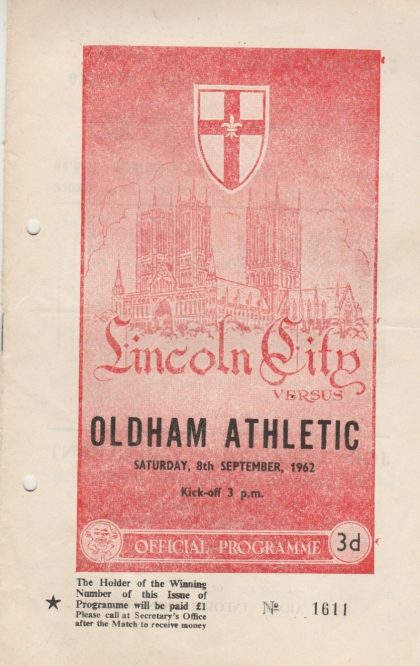 Lincoln City
VERSUS
OLDHAM ATHLETIC
SATURDAY, 8th SEPTEMBER, 1962
Kick-off 3 p.m.
OFFICIAL PROGRAMME 3d
The Holder of the Winning
Number of this Issue of
★ Programme will be paid £1
Please call at Secretary's Office
after the Match to receive money
№ 1611